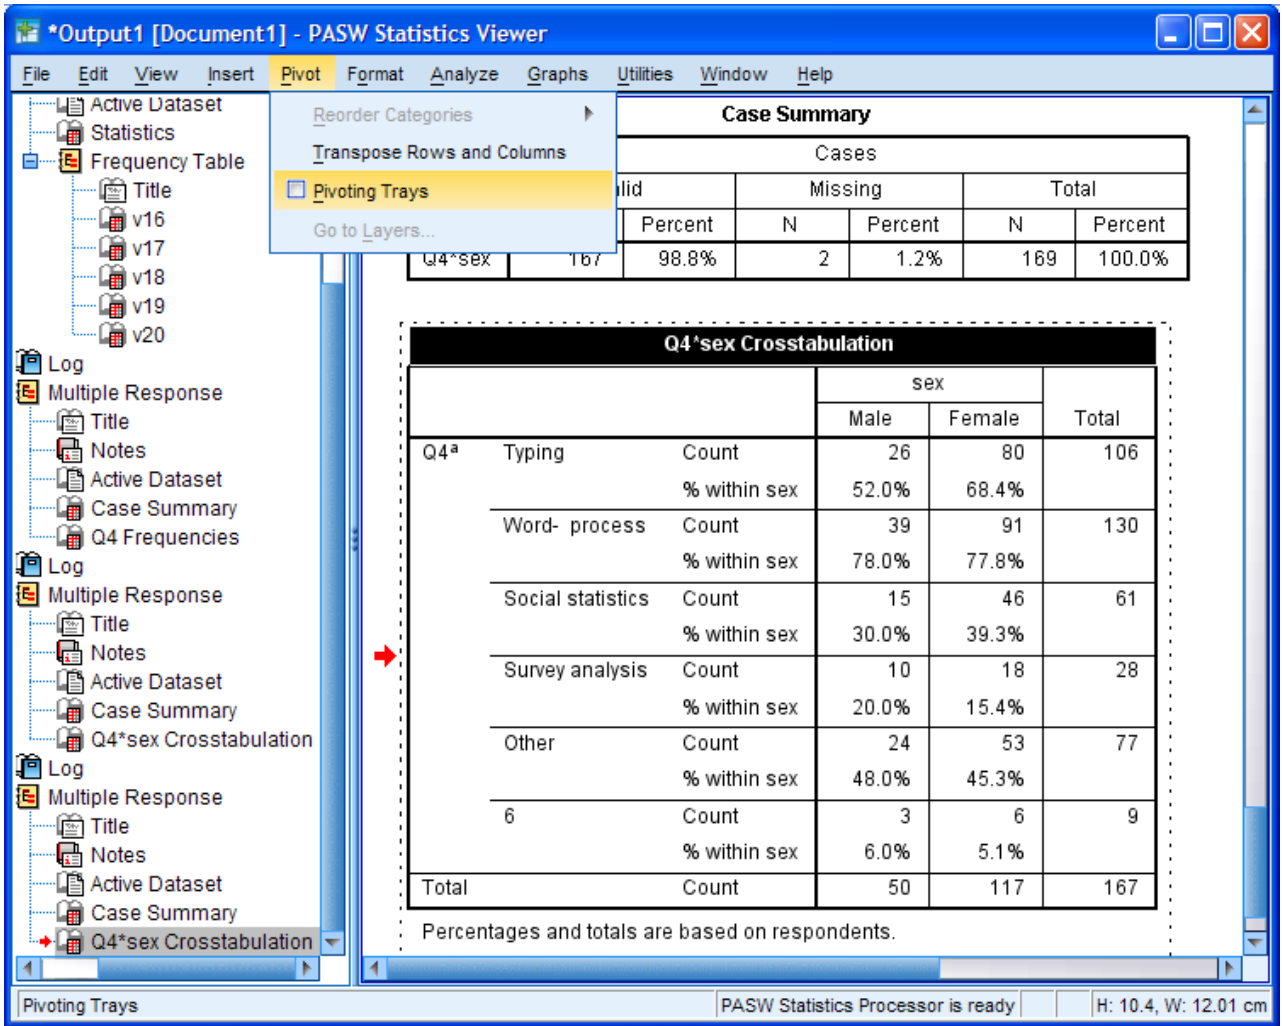 *Output1 [Document1] - PASW Statistics Viewer
File Edit View Insert Pivot Format Analyze Graphs Utilities Window Help
Reorder Categories
Transpose Rows and Columns
Pivoting Trays
Go to Layers...
Active Dataset
Statistics
Frequency Table
Title
v16
v17
v18
v19
v20
Log
Multiple Response
Title
Notes
Active Dataset
Case Summary
Q4 Frequencies
Log
Multiple Response
Title
Notes
Active Dataset
Case Summary
Q4*sex Crosstabulation
Log
Multiple Response
Title
Notes
Active Dataset
Case Summary
Q4*sex Crosstabulation
Case Summary
Cases
lid Missing Total
Percent N Percent N Percent
Q4*sex 167 98.8% 2 1.2% 169 100.0%
Q4*sex Crosstabulation
sex
Male Female Total
Q4ª Typing Count 26 80 106
% within sex 52.0% 68.4%
Word- process Count 39 91 130
% within sex 78.0% 77.8%
Social statistics Count 15 46 61
% within sex 30.0% 39.3%
Survey analysis Count 10 18 28
% within sex 20.0% 15.4%
Other Count 24 53 77
% within sex 48.0% 45.3%
6 Count 3 6 9
% within sex 6.0% 5.1%
Total Count 50 117 167
Percentages and totals are based on respondents.
Pivoting Trays PASW Statistics Processor is ready H: 10.4, W: 12.01 cm